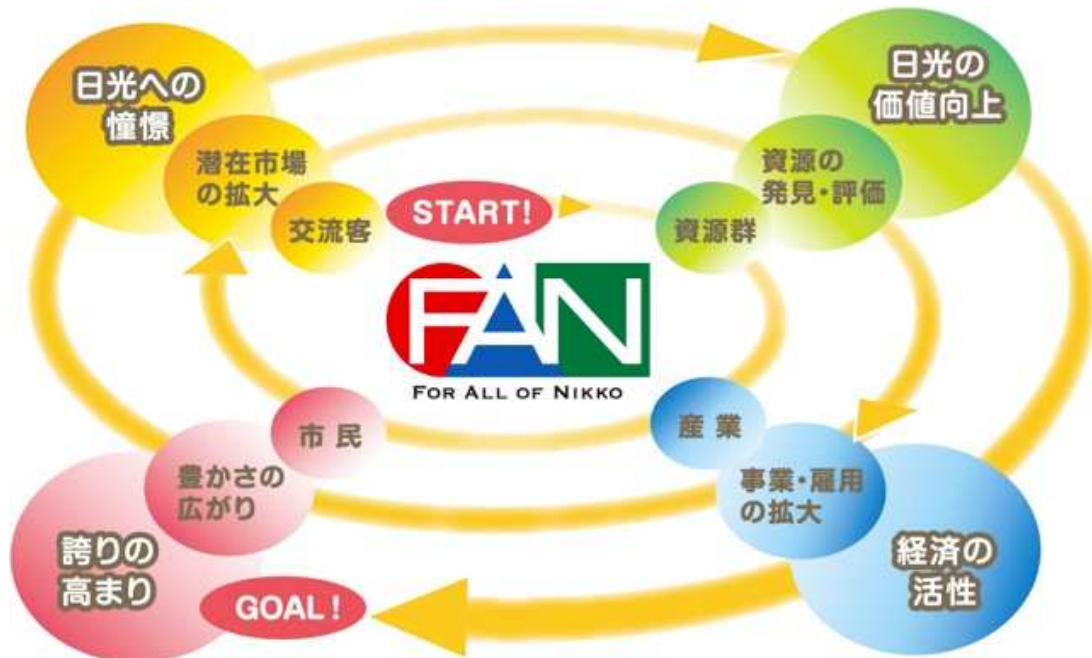 日光への
憧憬
潜在市場
の拡大
交流客
START!
資源群
資源の
発見・評価
日光の
価値向上
FAN
FOR ALL OF NIKKO
市民
豊かさの
広がり
誇りの
高まり
GOAL!
産業
事業・雇用
の拡大
経済の
活性